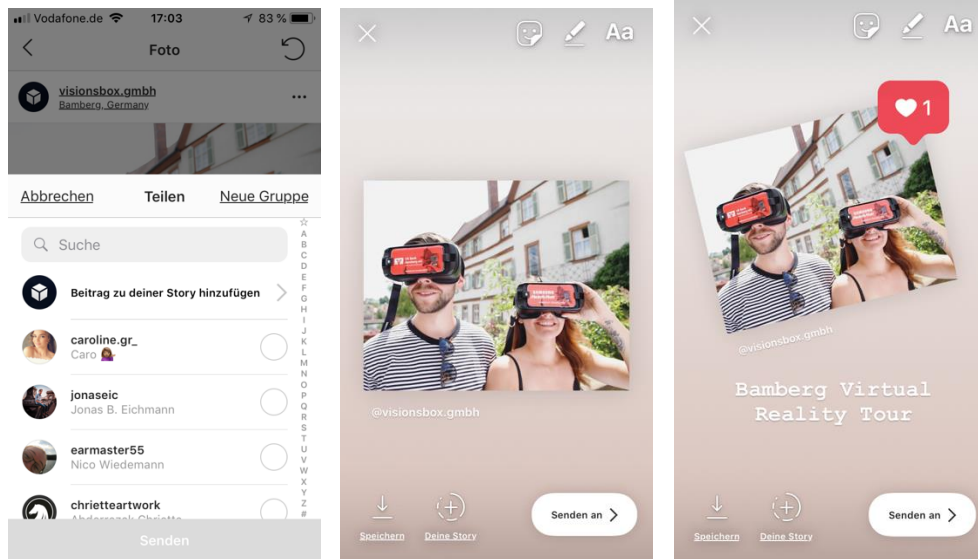 Vodafone.de 17:03 83 %
Foto
visionsbox.gmbh
Bamberg, Germany
Abbrechen Teilen Neue Gruppe
Suche
Beitrag zu deiner Story hinzufügen
caroline.gr_
Caro
jonaseic
Jonas B. Eichmann
earmaster55
Nico Wiedemann
chrietteartwork
Senden
A
B
C
D
E
F
G
H
I
J
K
L
M
N
O
P
Q
R
S
T
U
V
W
X
Y
Z
#
Aa
@visionsbox.gmbh
Speichern Deine Story Senden an
Aa
1
@visionsbox.gmbh
Bamberg Virtual
Reality Tour
Speichern Deine Story Senden an